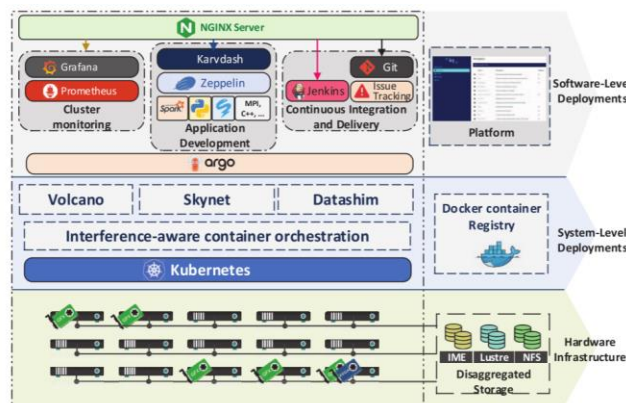 NGINX Server
Grafana
Prometheus
Cluster
monitoring
Karvdash
Zeppelin
Spark
MPI,
C++, ...
Application
Development
Git
Jenkins
Issue
Tracking
Continuous Integration
and Delivery
Platform
Software-Level
Deployments
argo
Volcano
Skynet
Datashim
Interference-aware container orchestration
Kubernetes
Docker container
Registry
System-Level
Deployments
IME
Lustre
NFS
Disaggregated
Storage
Hardware
Infrastructure